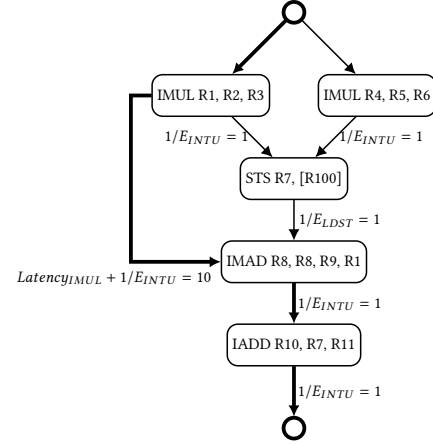 IMUL R1, R2, R3
IMUL R4, R5, R6
1/E_INTU = 1
1/E_INTU = 1
STS R7, [R100]
1/E_LDST = 1
IMAD R8, R8, R9, R1
Latency_IMUL + 1/E_INTU = 10
1/E_INTU = 1
IADD R10, R7, R11
1/E_INTU = 1